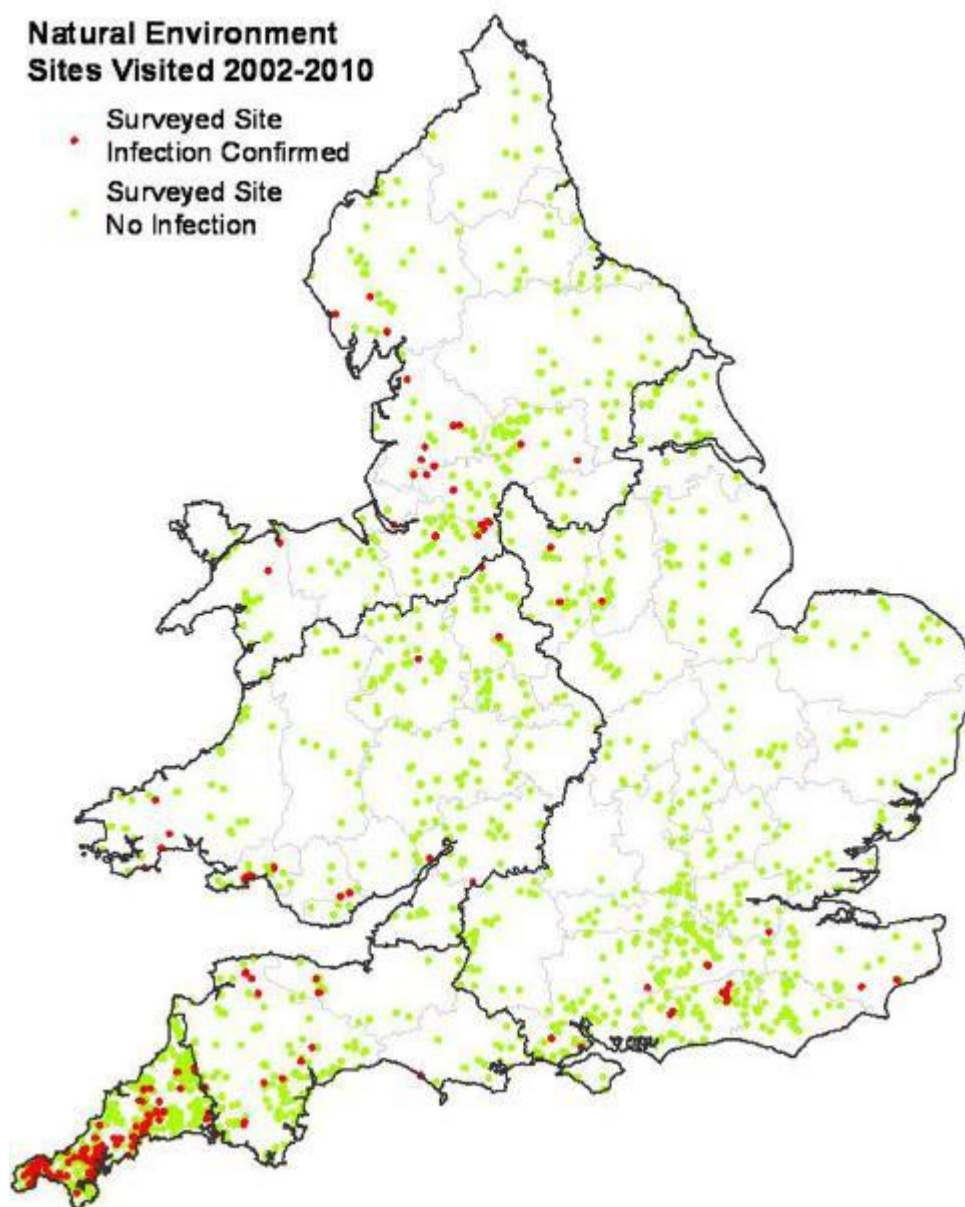 Natural Environment
Sites Visited 2002-2010
Surveyed Site
Infection Confirmed
Surveyed Site
No Infection